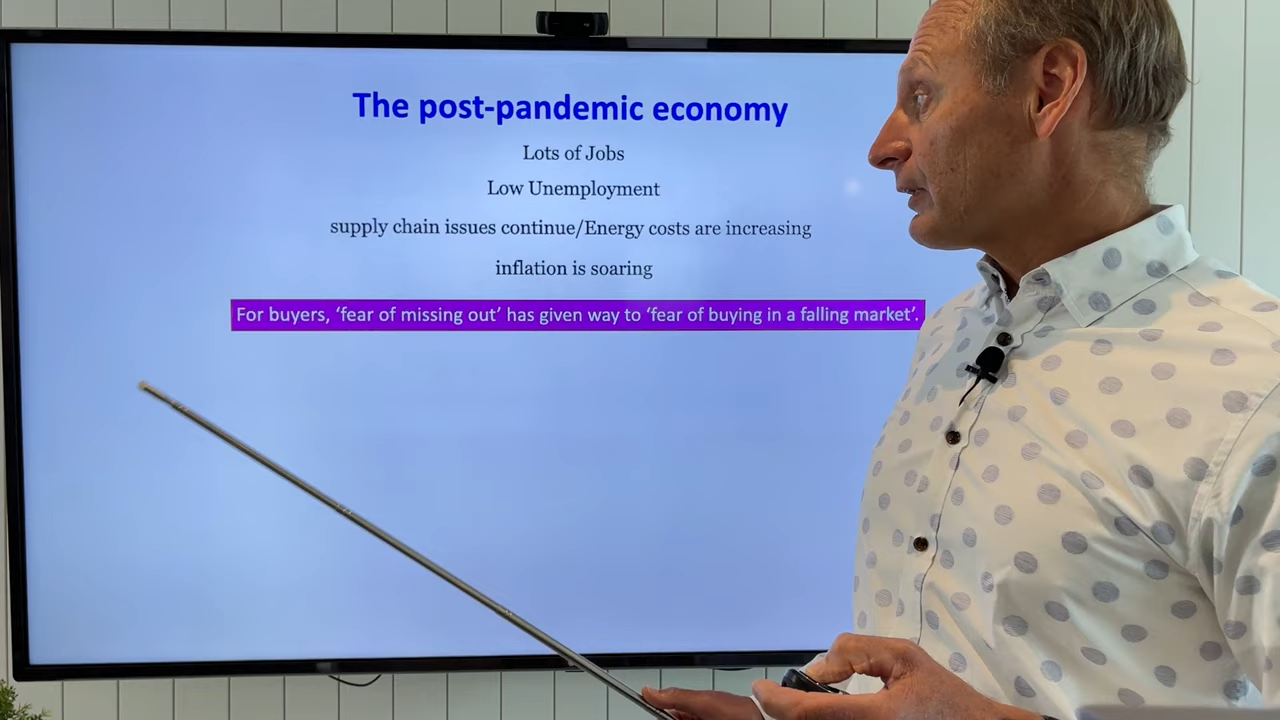 The post-pandemic economy
Lots of Jobs
Low Unemployment
supply chain issues continue/Energy costs are increasing
inflation is soaring
For buyers, ‘fear of missing out’ has given way to ‘fear of buying in a falling market’.